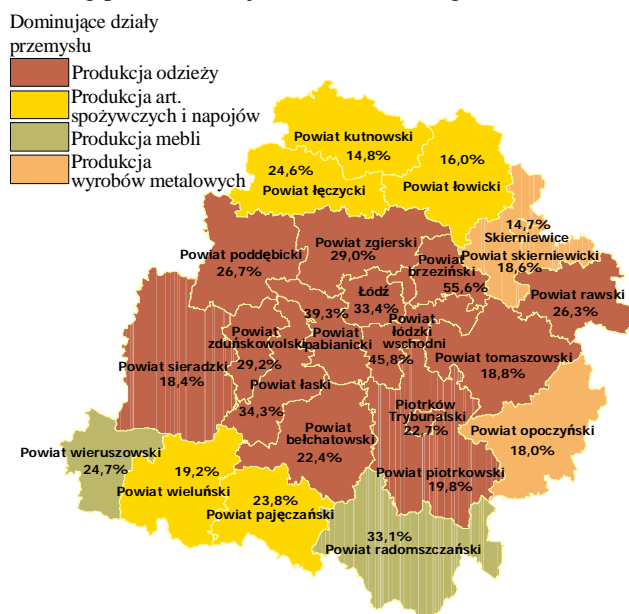 Dominujące działy
przemysłu
Produkcja odzieży
Produkcja art.
spożywczych i napojów
Produkcja mebli
Produkcja
wyrobów metalowych
Powiat kutnowski
14,8%
16,0%
Powiat łowicki
24,6%
Powiat łęczycki
14,7%
Skierniewice
Powiat skierniewicki
18,6%
Powiat zgierski
29,0%
Powiat poddębicki
26,7%
Powiat
brzeziński
55,6%
Powiat rawski
26,3%
Łódź
33,4%
39,3%
Powiat
pabianicki
Powiat
łódzki
wschodni
45,8%
Powiat
zduńskowolski
29,2%
Powiat sieradzki
18,4%
Powiat tomaszowski
18,8%
Powiat łaski
34,3%
Piotrków
Trybunalski
22,7%
Powiat
bełchatowski
22,4%
Powiat opoczyński
18,0%
Powiat wieruszowski
24,7%
19,2%
Powiat wieluński
Powiat piotrkowski
19,8%
23,8%
Powiat pajęczański
33,1%
Powiat radomszczański